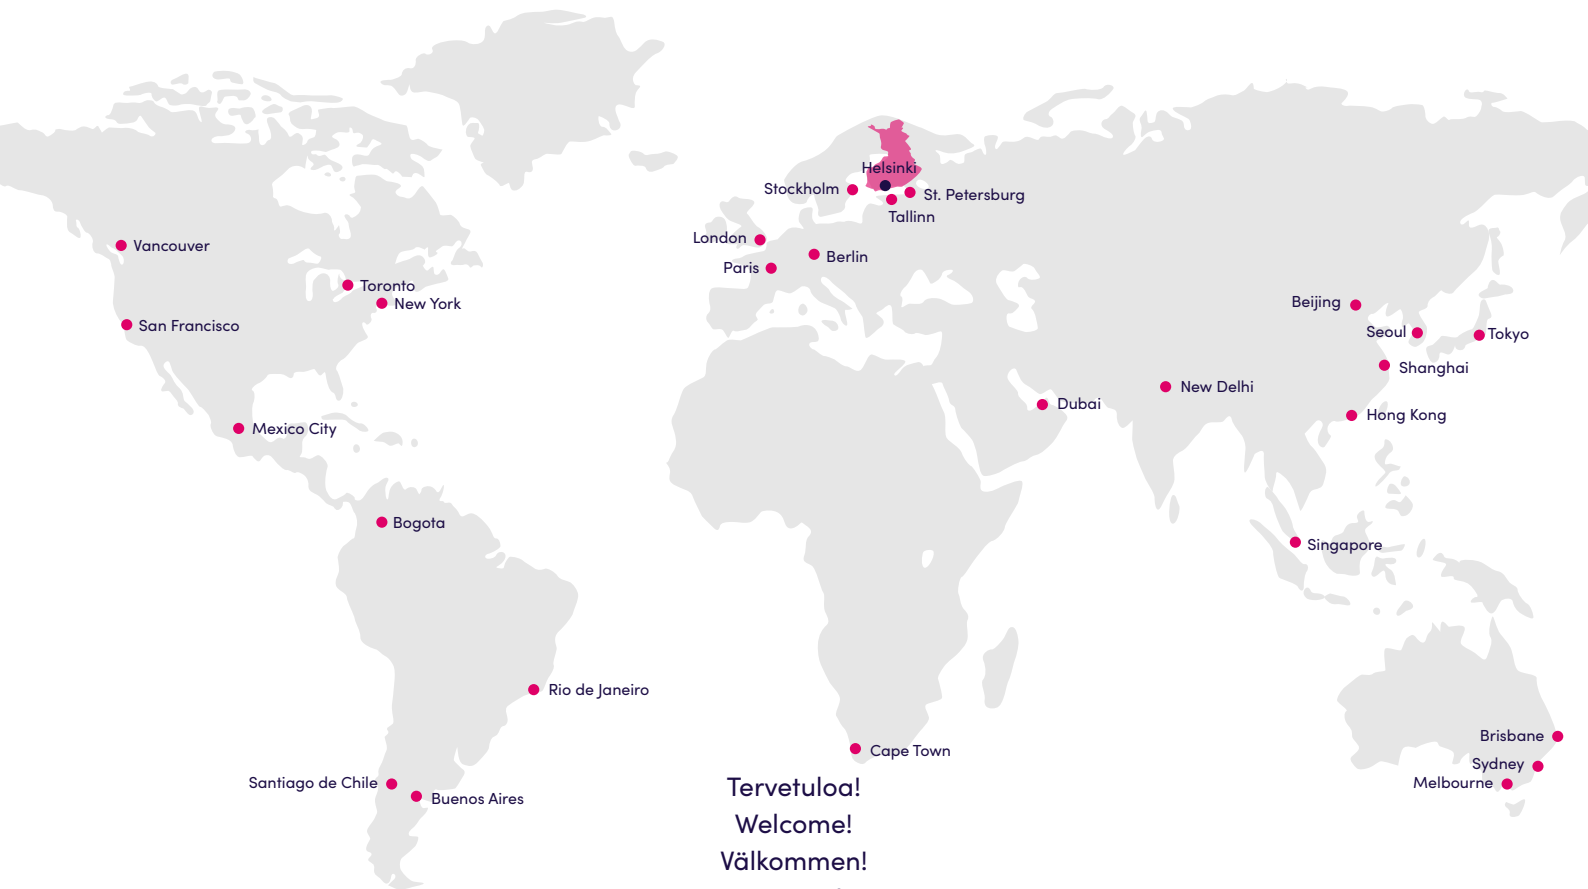 Helsinki
Stockholm
St. Petersburg
Tallinn
London
Vancouver
Berlin
Paris
Toronto
New York
Beijing
San Francisco
Seoul
Tokyo
Shanghai
New Delhi
Dubai
Hong Kong
Mexico City
Bogota
Singapore
Rio de Janeiro
Brisbane
Cape Town
Sydney
Santiago de Chile
Melbourne
Buenos Aires
Tervetuloa!
Welcome!
Välkommen!